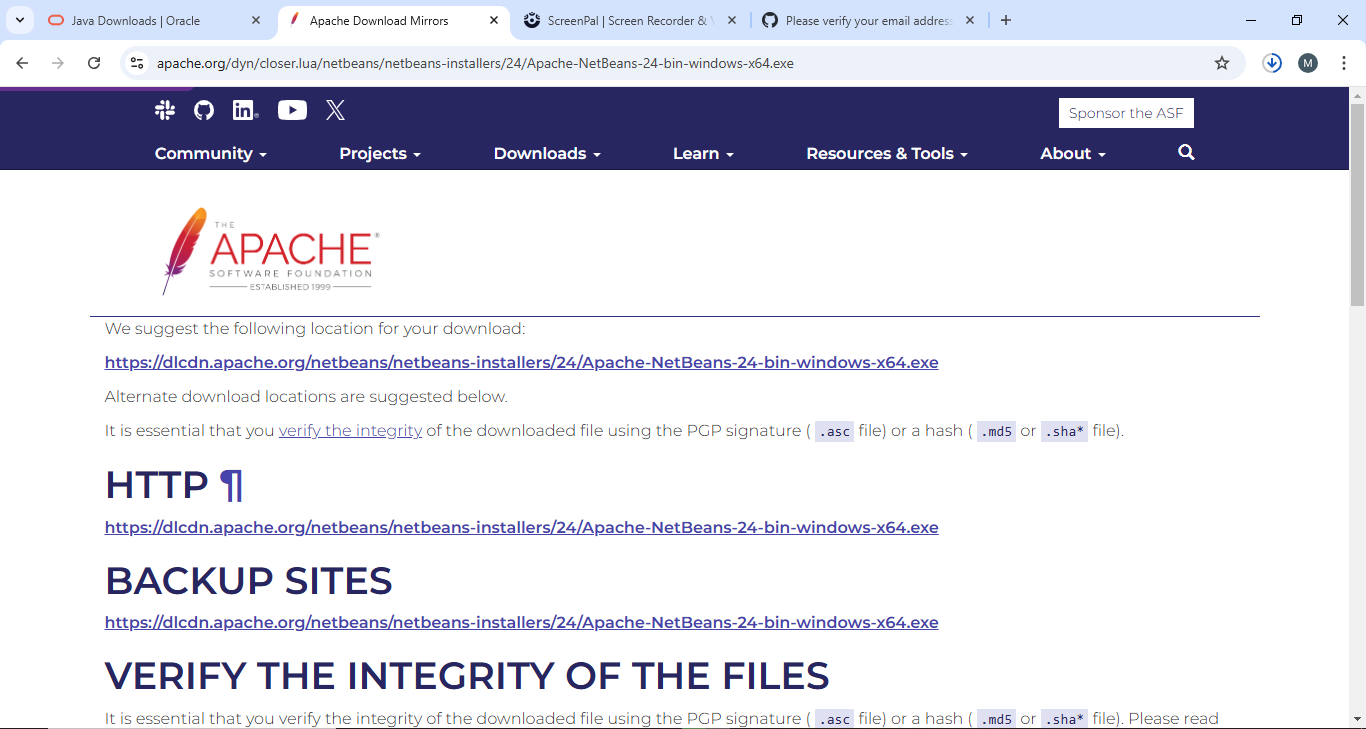 Java Downloads | Oracle
Apache Download Mirrors
ScreenPal | Screen Recorder &
Please verify your email address
apache.org/dyn/closer.lua/netbeans/netbeans-installers/24/Apache-NetBeans-24-bin-windows-x64.exe
M
in
Sponsor the ASF
Community
Projects
Downloads
Learn
Resources & Tools
About
THE
APACHE®
SOFTWARE FOUNDATION
ESTABLISHED 1999
We suggest the following location for your download:
https://dlcdn.apache.org/netbeans/netbeans-installers/24/Apache-NetBeans-24-bin-windows-x64.exe
Alternate download locations are suggested below.
It is essential that you verify the integrity of the downloaded file using the PGP signature ( .asc file) or a hash ( .md5 or .sha* file).
HTTP ¶
https://dlcdn.apache.org/netbeans/netbeans-installers/24/Apache-NetBeans-24-bin-windows-x64.exe
BACKUP SITES
https://dlcdn.apache.org/netbeans/netbeans-installers/24/Apache-NetBeans-24-bin-windows-x64.exe
VERIFY THE INTEGRITY OF THE FILES
It is essential that you verify the integrity of the downloaded file using the PGP signature ( .asc file) or a hash ( .md5 or .sha* file). Please read